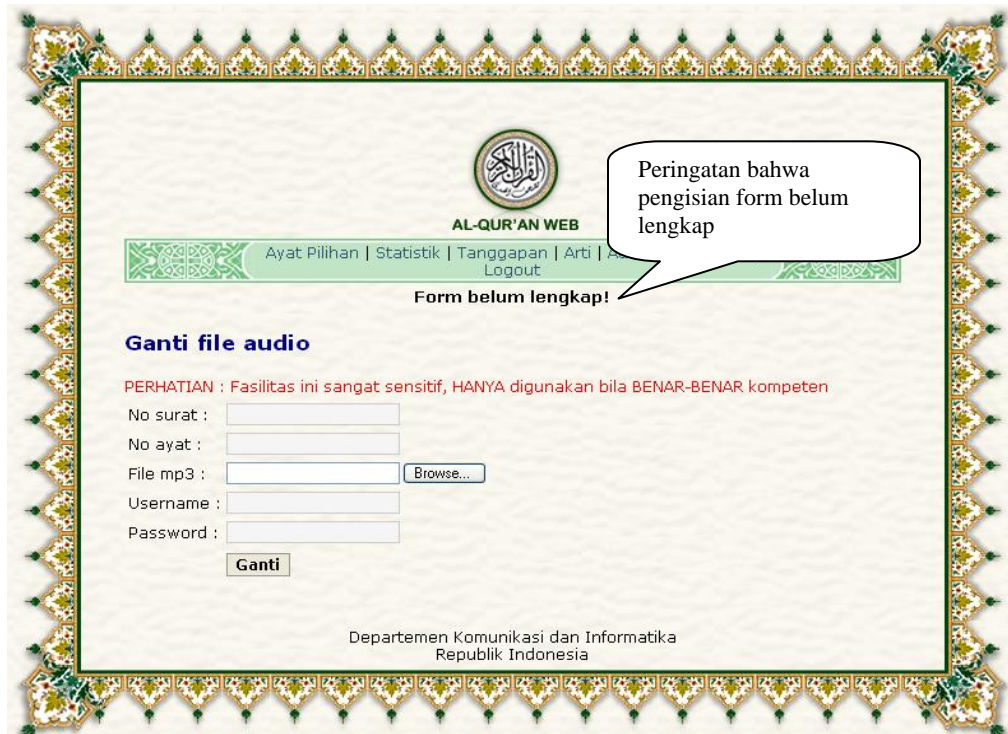 AL-QUR'AN WEB
Peringatan bahwa
pengisian form belum
lengkap
Ayat Pilihan | Statistik | Tanggapan | Arti |
Logout
Form belum lengkap!
Ganti file audio
PERHATIAN : Fasilitas ini sangat sensitif, HANYA digunakan bila BENAR-BENAR kompeten
No surat :
No ayat :
File mp3 :
Browse...
Username :
Password :
Ganti
Departemen Komunikasi dan Informatika
Republik Indonesia